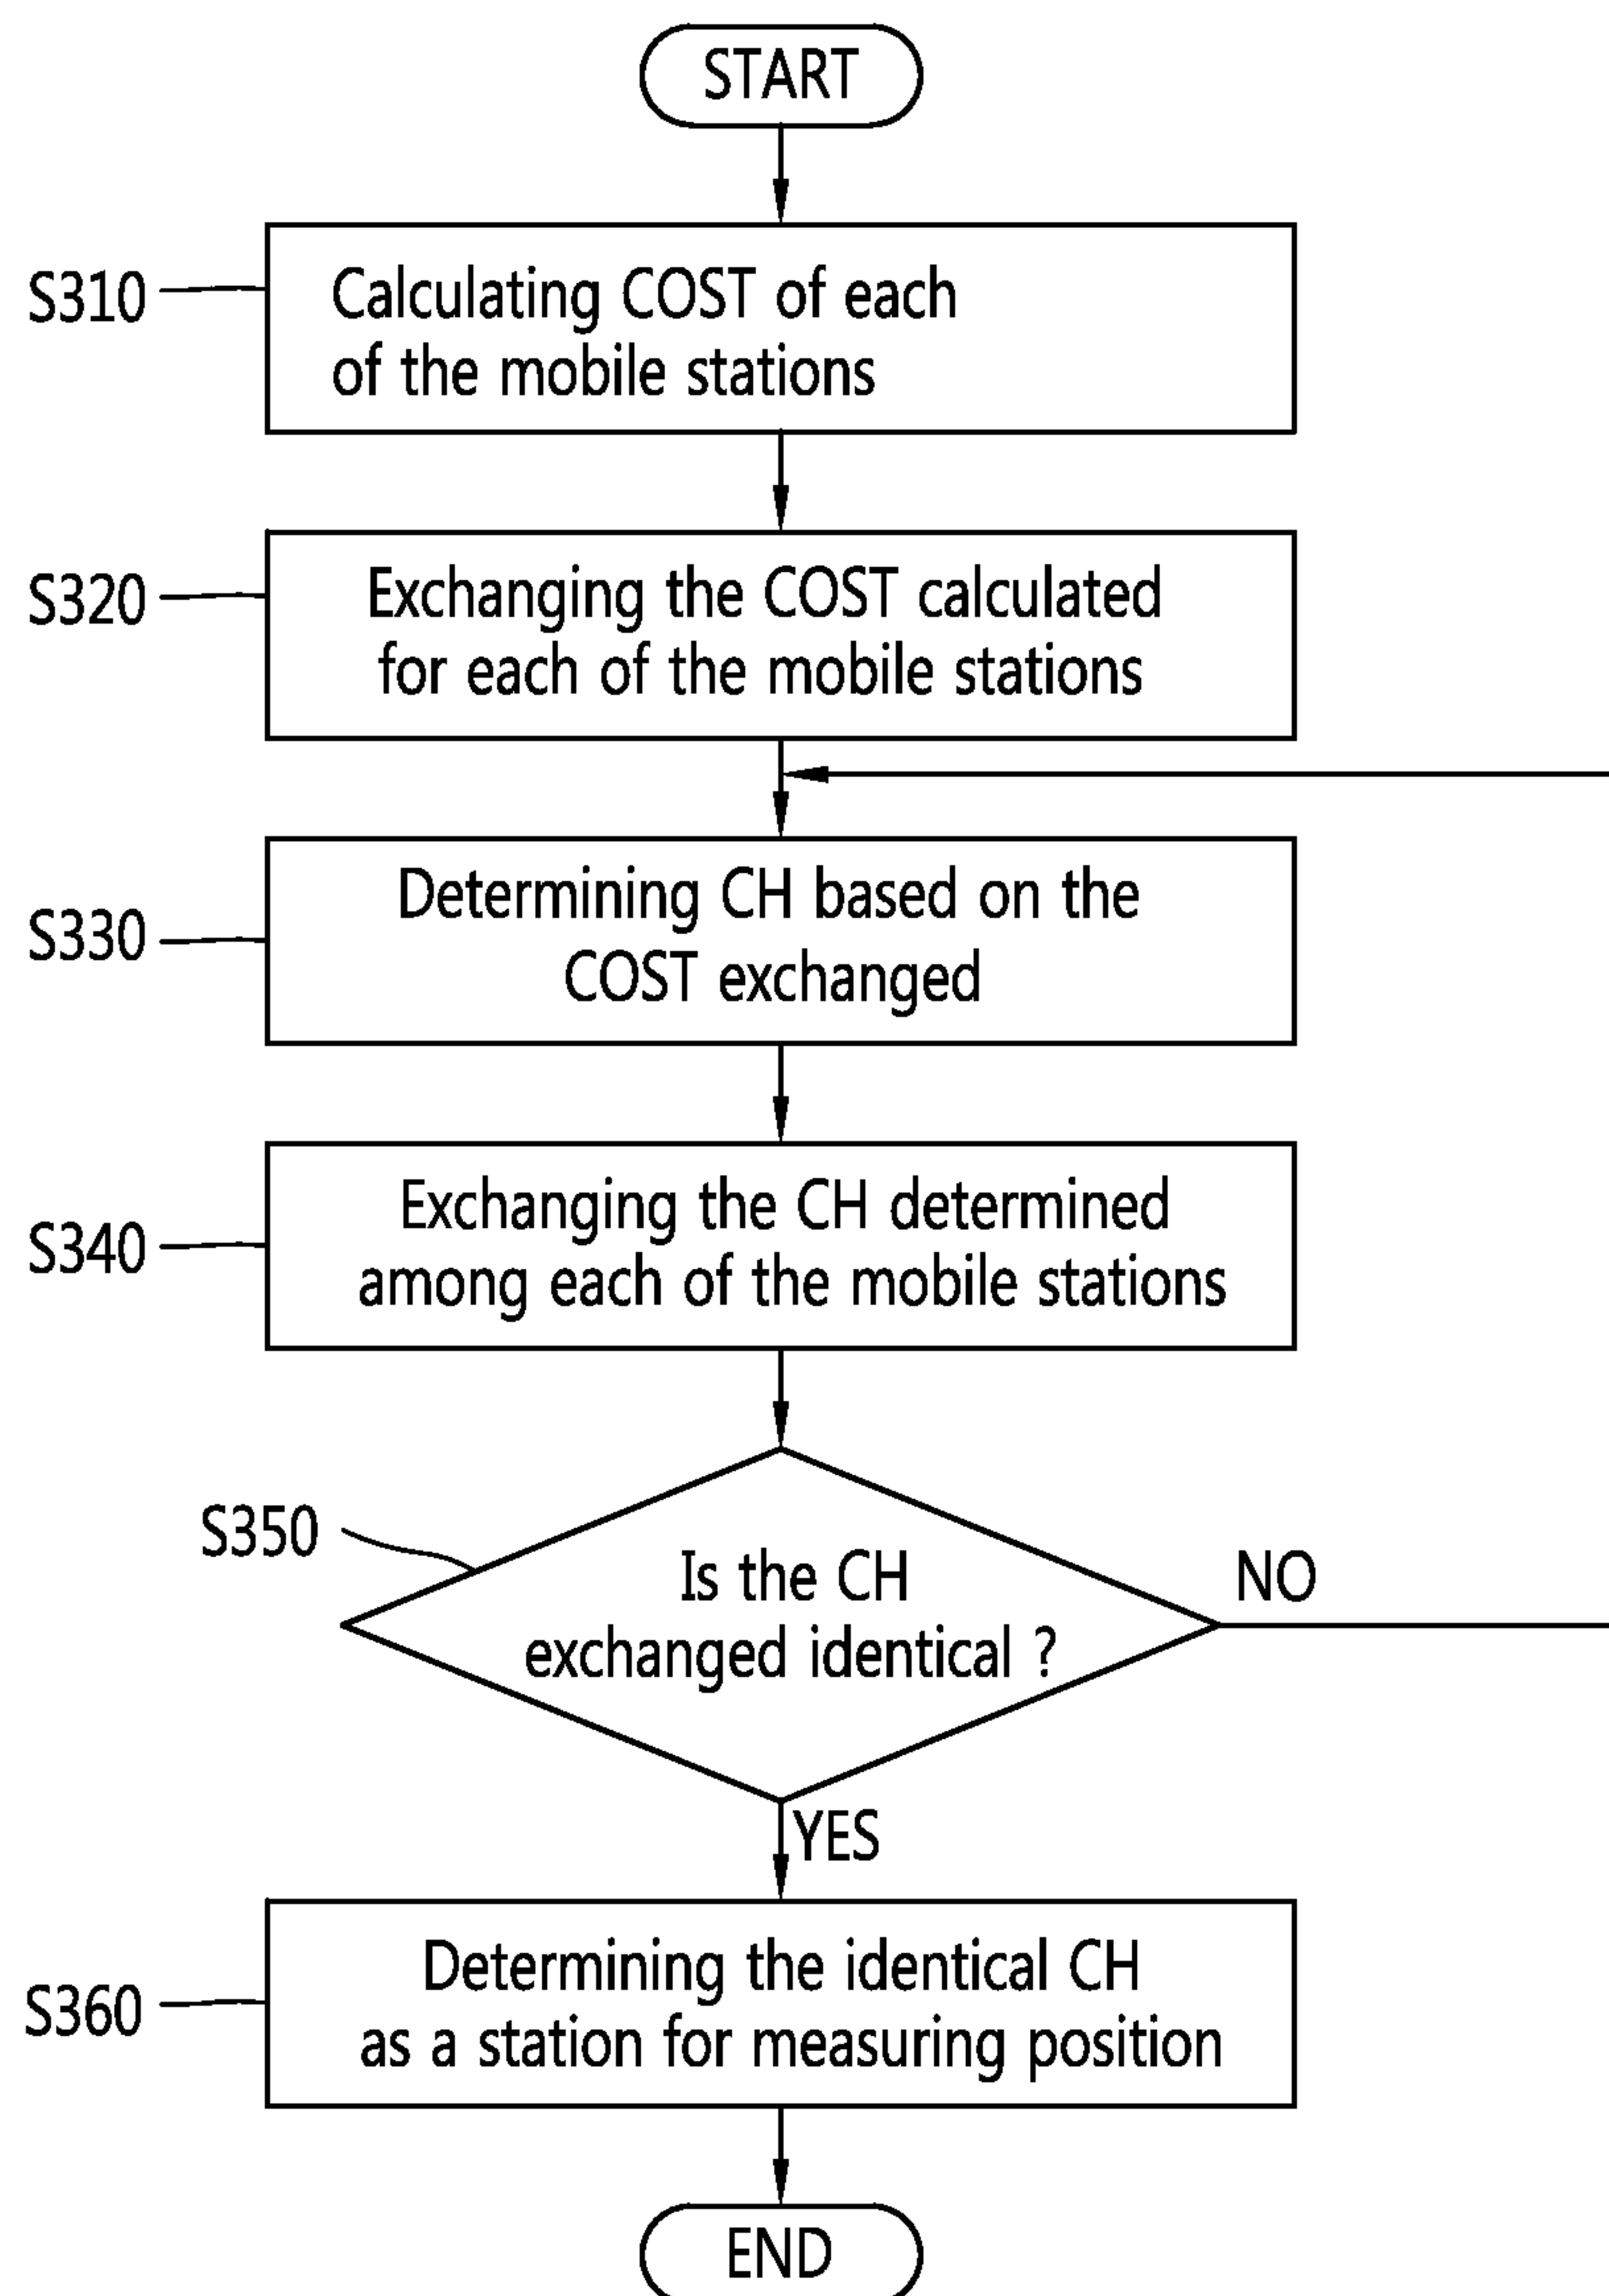 START
S310
Calculating COST of each
of the mobile stations
S320
Exchanging the COST calculated
for each of the mobile stations
S330
Determining CH based on the
COST exchanged
S340
Exchanging the CH determined
among each of the mobile stations
S350
Is the CH
exchanged identical ?
NO
YES
S360
Determining the identical CH
as a station for measuring position
END